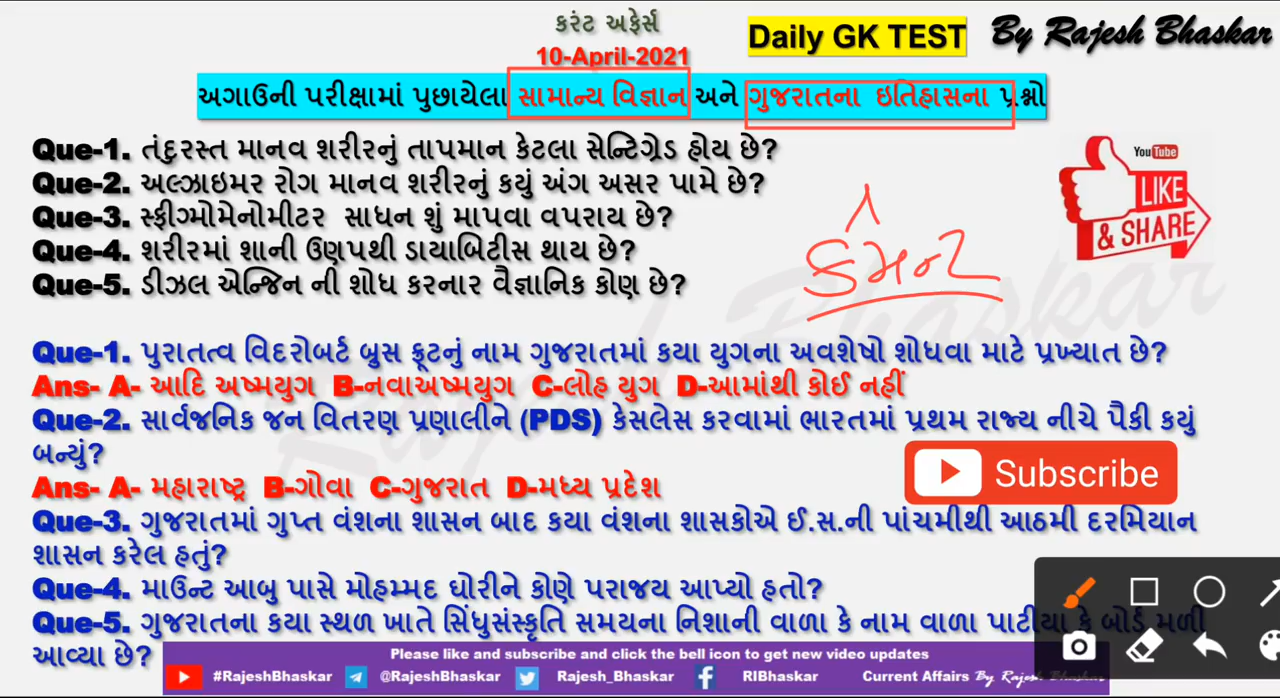 કરંટ અફેર્સ
10-April-2021
Daily GK TEST
By Rajesh Bhaskar
અગાઉની પરીક્ષામાં પુછાયેલા સામાન્ય વિજ્ઞાન અને ગુજરાતના ઇતિહાસના પ્રશ્નો
Que-1. તંદુરસ્ત માનવ શરીરનું તાપમાન કેટલા સેન્ટિગ્રેડ હોય છે?
Que-2. અલ્ઝાઇમર રોગ માનવ શરીરનું કયું અંગ અસર પામે છે?
Que-3. સ્ફીગ્મોમેનોમીટર સાધન શું માપવા વપરાય છે?
Que-4. શરીરમાં શાની ઉણપથી ડાયાબિટીસ થાય છે?
Que-5. ડીઝલ એન્જિન ની શોધ કરનાર વૈજ્ઞાનિક કોણ છે?
YouTube
LIKE
& SHARE
Que-1. પુરાતત્વ વિદરોબર્ટ બ્રુસ ફ્રૂટનું નામ ગુજરાતમાં કયા યુગના અવશેષો શોધવા માટે પ્રખ્યાત છે?
Ans- A- આદિ અષ્મયુગ B-નવાઅષ્મયુગ C-લોહ યુગ D-આમાંથી કોઈ નહીં
Que-2. સાર્વજનિક જન વિતરણ પ્રણાલીને (PDS) કેસલેસ કરવામાં ભારતમાં પ્રથમ રાજ્ય નીચે પૈકી કયું
બન્યું?
Ans- A- મહારાષ્ટ્ર B-ગોવા C-ગુજરાત D-મધ્ય પ્રદેશ
Subscribe
Que-3. ગુજરાતમાં ગુપ્ત વંશના શાસન બાદ કયા વંશના શાસકોએ ઈ.સ.ની પાંચમીથી આઠમી દરમિયાન
શાસન કરેલ હતું?
Que-4. માઉન્ટ આબુ પાસે મોહમ્મદ ઘોરીને કોણે પરાજય આપ્યો હતો?
Que-5. ગુજરાતના કયા સ્થળ ખાતે સિંધુસંસ્કૃતિ સમયના નિશાની વાળા કે નામ વાળા પાટીયા કે બોર્ડ મળી
આવ્યા છે?
Please like and subscribe and click the bell icon to get new video updates
#RajeshBhaskar @RajeshBhaskar Rajesh_Bhaskar RIBhaskar Current Affairs By Rajesh Bhaskar
Rajesh Bhaskar